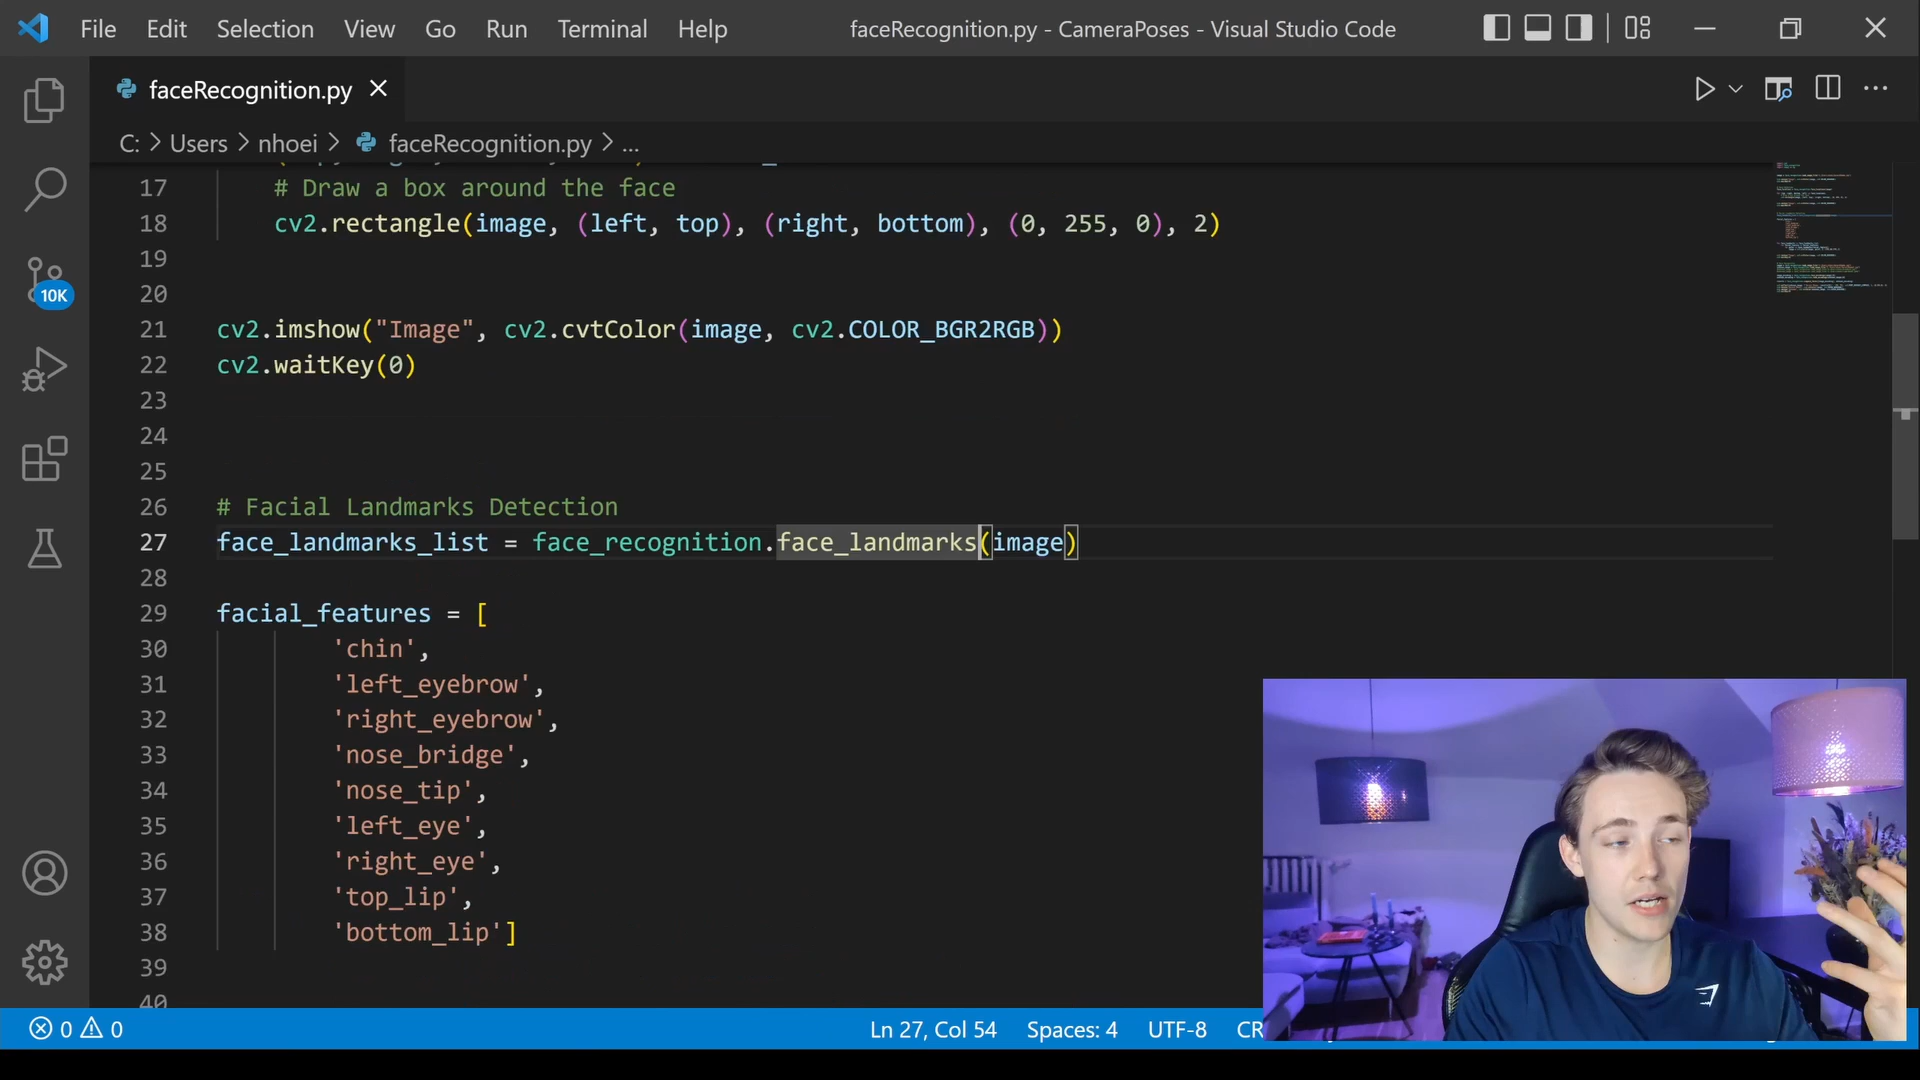 File Edit Selection View Go Run Terminal Help faceRecognition.py - CameraPoses - Visual Studio Code
faceRecognition.py
C: > Users > nhoei > faceRecognition.py > ...
17 # Draw a box around the face
18 cv2.rectangle(image, (left, top), (right, bottom), (0, 255, 0), 2)
19
20
21 cv2.imshow("Image", cv2.cvtColor(image, cv2.COLOR_BGR2RGB))
22 cv2.waitKey(0)
23
24
25
26 # Facial Landmarks Detection
27 face_landmarks_list = face_recognition.face_landmarks(image)
28
29 facial_features = [
30 'chin',
31 'left_eyebrow',
32 'right_eyebrow',
33 'nose_bridge',
34 'nose_tip',
35 'left_eye',
36 'right_eye',
37 'top_lip',
38 'bottom_lip']
39
40
10K
0 0 Ln 27, Col 54 Spaces: 4 UTF-8 CR